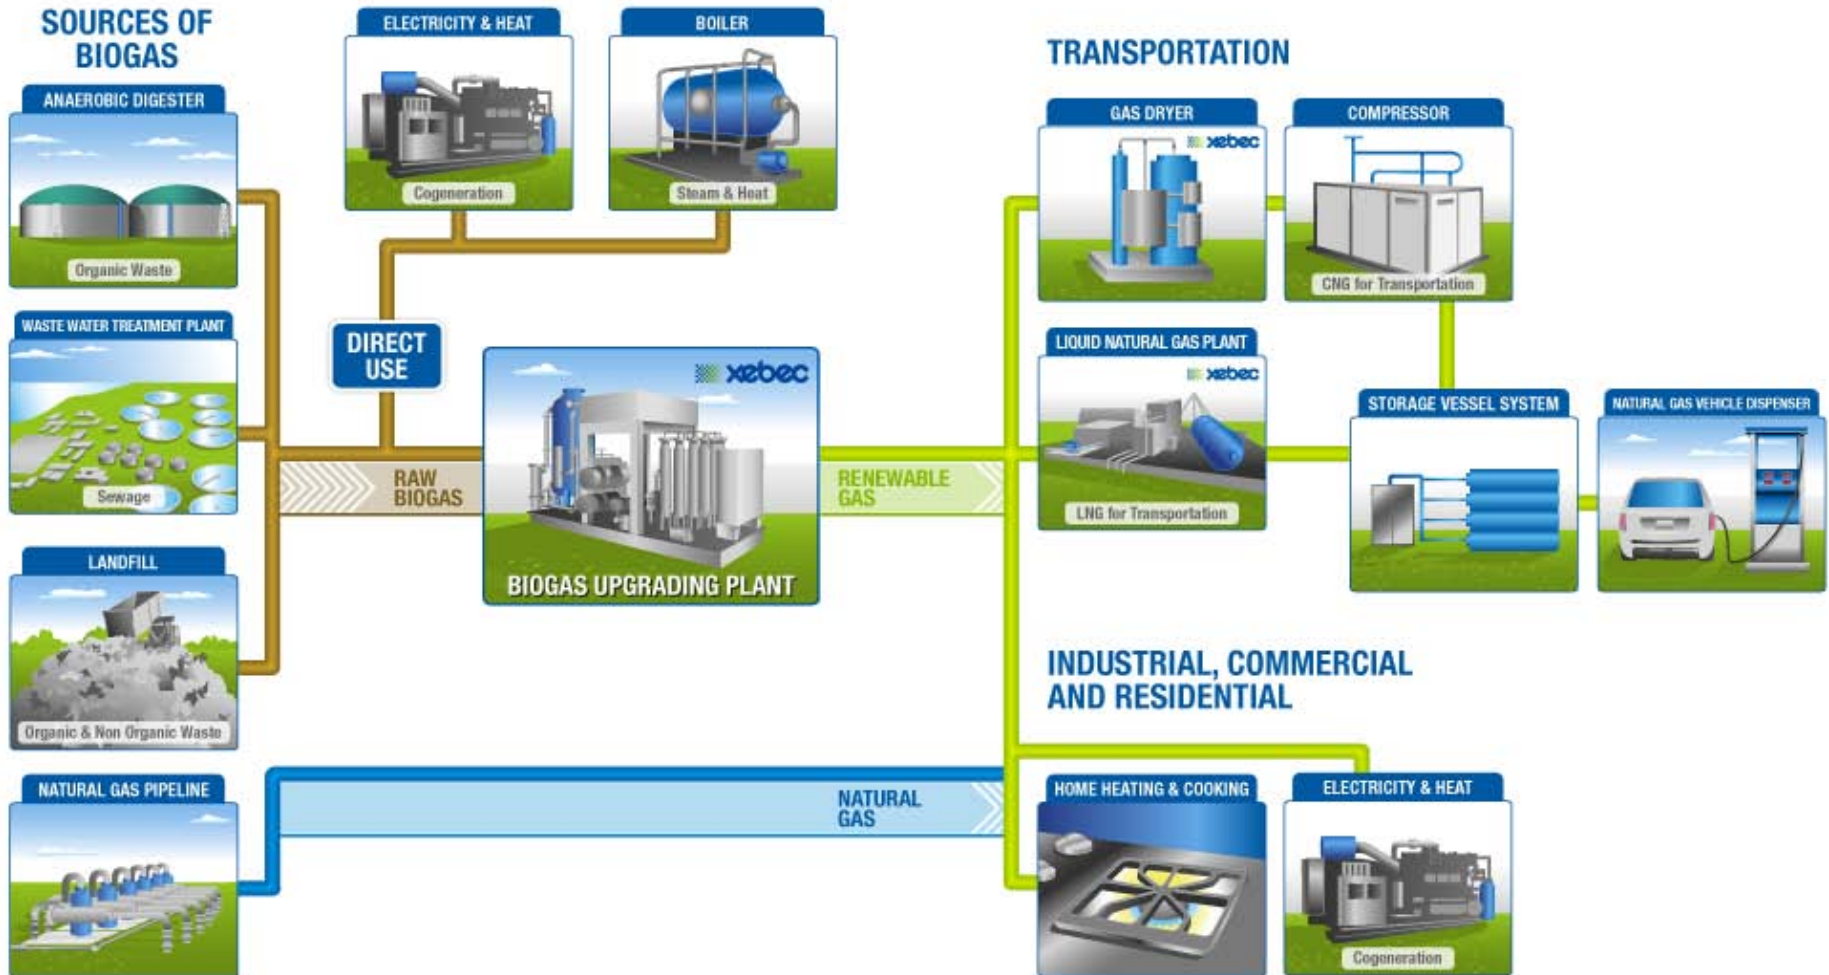 SOURCES OF
BIOGAS
ANAEROBIC DIGESTER
Organic Waste
WASTE WATER TREATMENT PLANT
Sewage
LANDFILL
Organic & Non Organic Waste
NATURAL GAS PIPELINE
ELECTRICITY & HEAT
Cogeneration
BOILER
Steam & Heat
DIRECT
USE
RAW
BIOGAS
xebec
BIOGAS UPGRADING PLANT
RENEWABLE
GAS
NATURAL
GAS
TRANSPORTATION
GAS DRYER
xebec
COMPRESSOR
CNG for Transportation
LIQUID NATURAL GAS PLANT
xebec
LNG for Transportation
STORAGE VESSEL SYSTEM
NATURAL GAS VEHICLE DISPENSER
INDUSTRIAL, COMMERCIAL
AND RESIDENTIAL
HOME HEATING & COOKING
ELECTRICITY & HEAT
Cogeneration